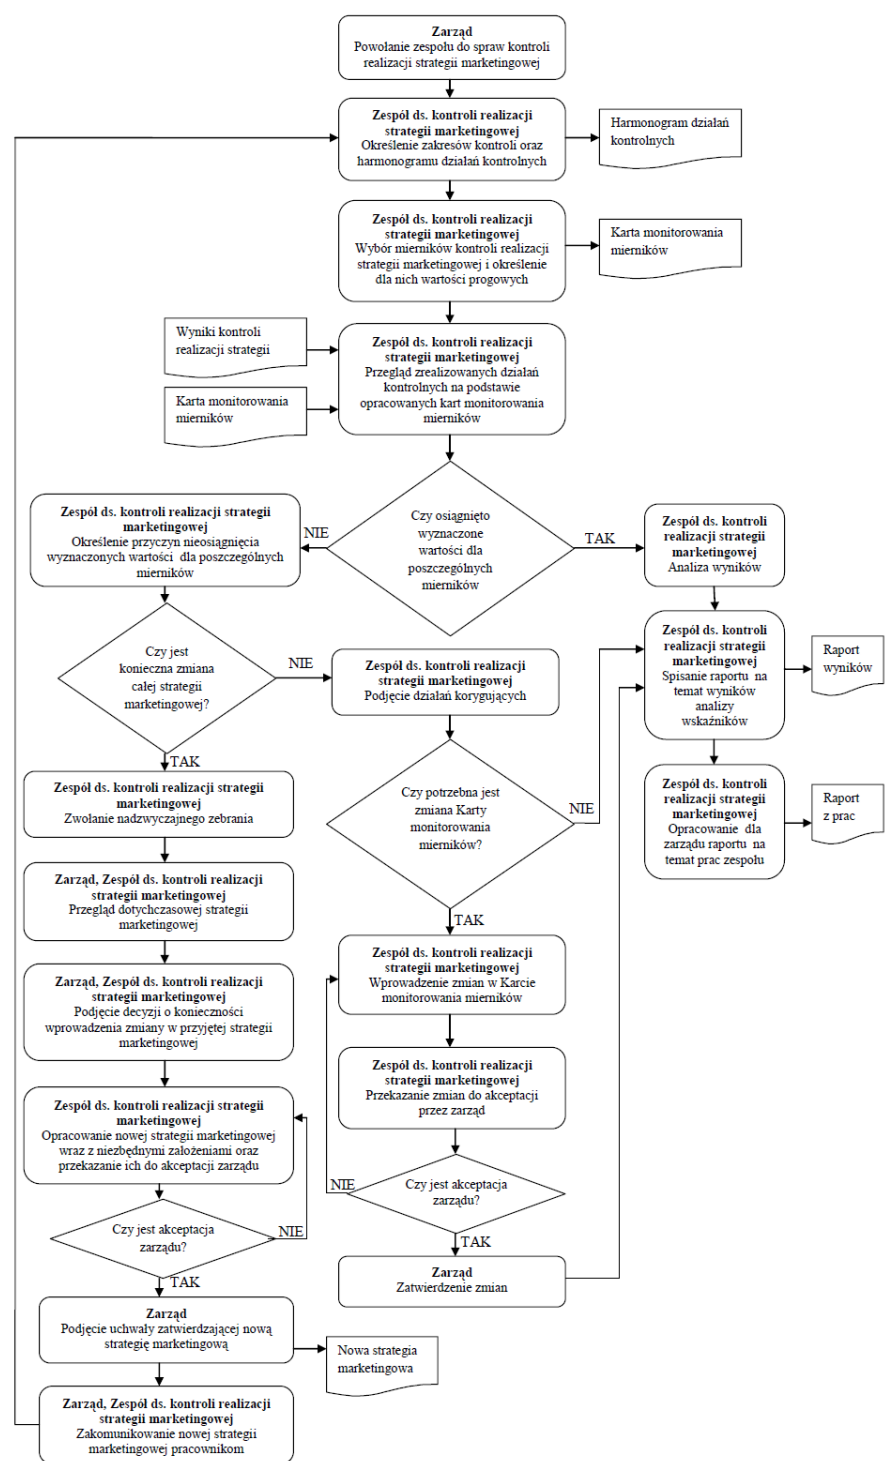 Zarząd
Powołanie zespołu do spraw kontroli
realizacji strategii marketingowej
Zespół ds. kontroli realizacji
strategii marketingowej
Określenie zakresów kontroli oraz
harmonogramu działań kontrolnych
Harmonogram działań
kontrolnych
Zespół ds. kontroli realizacji
strategii marketingowej
Wybór mierników kontroli realizacji
strategii marketingowej i określenie
dla nich wartości progowych
Karta monitorowania
mierników
Wyniki kontroli
realizacji strategii
Karta monitorowania
mierników
Zespół ds. kontroli realizacji
strategii marketingowej
Przegląd zrealizowanych działań
kontrolnych na podstawie
opracowanych kart monitorowania
mierników
Czy osiągnięto
wyznaczone
wartości dla
poszczególnych
mierników
NIE
TAK
Zespół ds. kontroli realizacji strategii
marketingowej
Określenie przyczyn nieosiągnięcia
wyznaczonych wartości dla poszczególnych
mierników
Zespół ds. kontroli
realizacji strategii
marketingowej
Analiza wyników
Czy jest
konieczna zmiana
całej strategii
marketingowej?
NIE
TAK
Zespół ds. kontroli realizacji
strategii marketingowej
Podjęcie działań korygujących
Zespół ds. kontroli
realizacji strategii
marketingowej
Spisanie raportu na
temat wyników
analizy
wskaźników
Raport
wyników
Zespół ds. kontroli realizacji strategii
marketingowej
Zwołanie nadzwyczajnego zebrania
Czy potrzebna jest
zmiana Karty
monitorowania
mierników?
NIE
TAK
Zespół ds. kontroli
realizacji strategii
marketingowej
Opracowanie dla
zarządu raportu na
temat prac zespołu
Raport
z prac
Zarząd, Zespół ds. kontroli realizacji
strategii marketingowej
Przegląd dotychczasowej strategii
marketingowej
Zarząd, Zespół ds. kontroli realizacji
strategii marketingowej
Podjęcie decyzji o konieczności
wprowadzenia zmiany w przyjętej strategii
marketingowej
Zespół ds. kontroli realizacji
strategii marketingowej
Wprowadzenie zmian w Karcie
monitorowania mierników
Zespół ds. kontroli realizacji
strategii marketingowej
Przekazanie zmian do akceptacji
przez zarząd
Zespół ds. kontroli realizacji strategii
marketingowej
Opracowanie nowej strategii marketingowej
wraz z niezbędnymi założeniami oraz
przekazanie ich do akceptacji zarządu
Czy jest akceptacja
zarządu?
NIE
TAK
Czy jest akceptacja
zarządu?
NIE
TAK
Zarząd
Zatwierdzenie zmian
Zarząd
Podjęcie uchwały zatwierdzającej nową
strategię marketingową
Nowa strategia
marketingowa
Zarząd, Zespół ds. kontroli realizacji
strategii marketingowej
Zakomunikowanie nowej strategii
marketingowej pracownikom